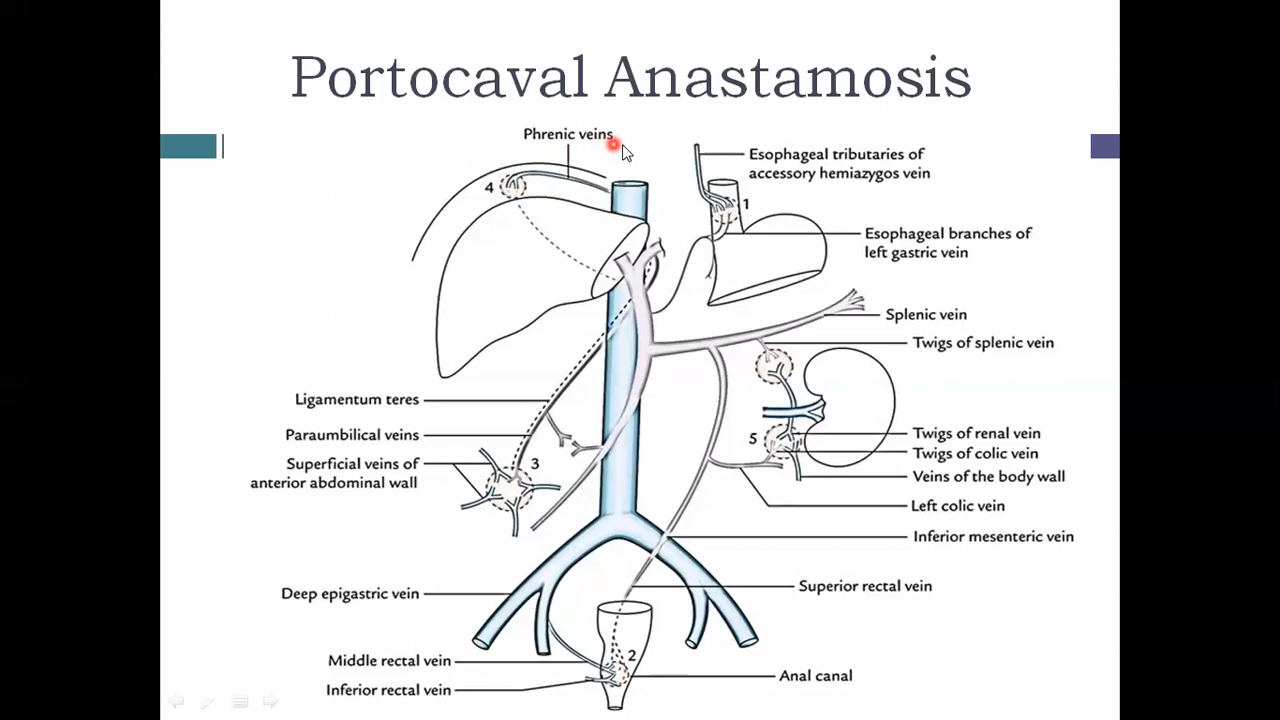 Portocaval Anastamosis
Phrenic veins
Esophageal tributaries of
accessory hemiazygos vein
4
1
Esophageal branches of
left gastric vein
Splenic vein
Twigs of splenic vein
Ligamentum teres
Paraumbilical veins
Superficial veins of
anterior abdominal wall
3
5
Twigs of renal vein
Twigs of colic vein
Veins of the body wall
Left colic vein
Inferior mesenteric vein
Deep epigastric vein
Superior rectal vein
Middle rectal vein
Inferior rectal vein
2
Anal canal